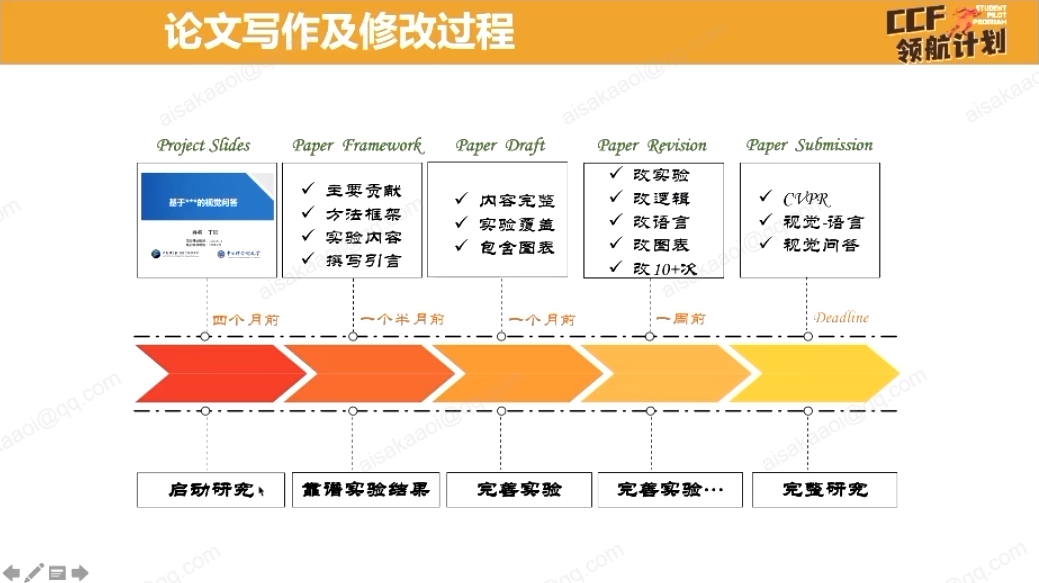 论文写作及修改过程
CCF
STUDENT
PILOT
PROGRAM
领航计划
Project Slides
Paper Framework
Paper Draft
Paper Revision
Paper Submission
基于***的视觉问答
✓ 主要贡献
✓ 方法框架
✓ 实验内容
✓ 撰写引言
✓ 内容完整
✓ 实验覆盖
✓ 包含图表
✓ 改实验
✓ 改逻辑
✓ 改语言
✓ 改图表
✓ 改10+次
✓ CVPR
✓ 视觉-语言
✓ 视觉问答
四个月前
一个半月前
一个月前
一周前
Deadline
启动研究
靠谱实验结果
完善实验
完善实验…
完整研究
aisakaaoi@qq.com